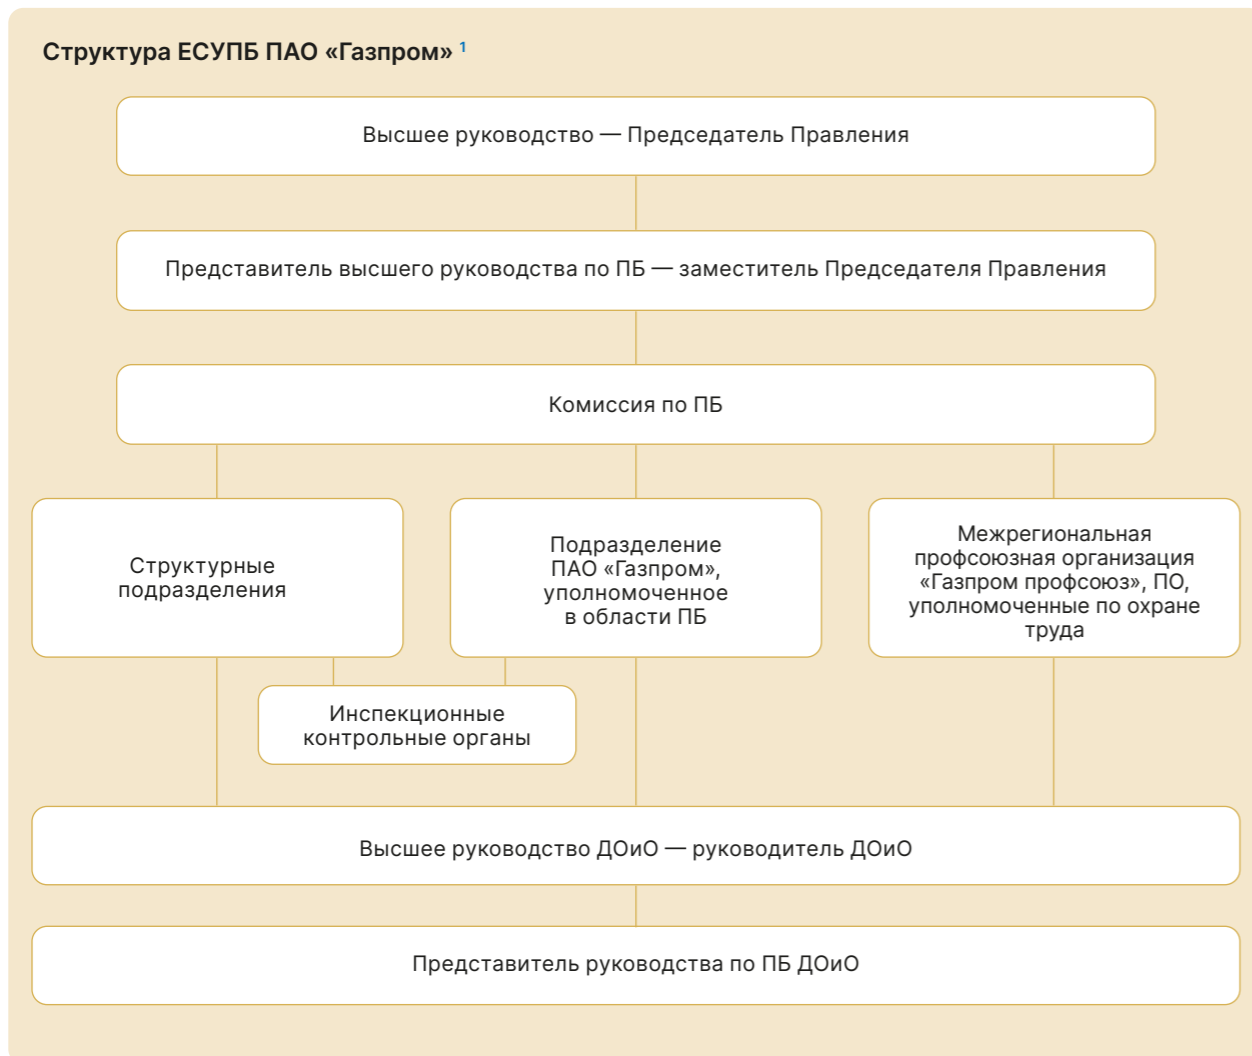 Структура ЕСУПБ ПАО «Газпром» 1
Высшее руководство — Председатель Правления
Представитель высшего руководства по ПБ — заместитель Председателя Правления
Комиссия по ПБ
Структурные
подразделения
Подразделение
ПАО «Газпром»,
уполномоченное
в области ПБ
Межрегиональная
профсоюзная организация
«Газпром профсоюз», ПО,
уполномоченные по охране
труда
Инспекционные
контрольные органы
Высшее руководство ДОиО — руководитель ДОиО
Представитель руководства по ПБ ДОиО